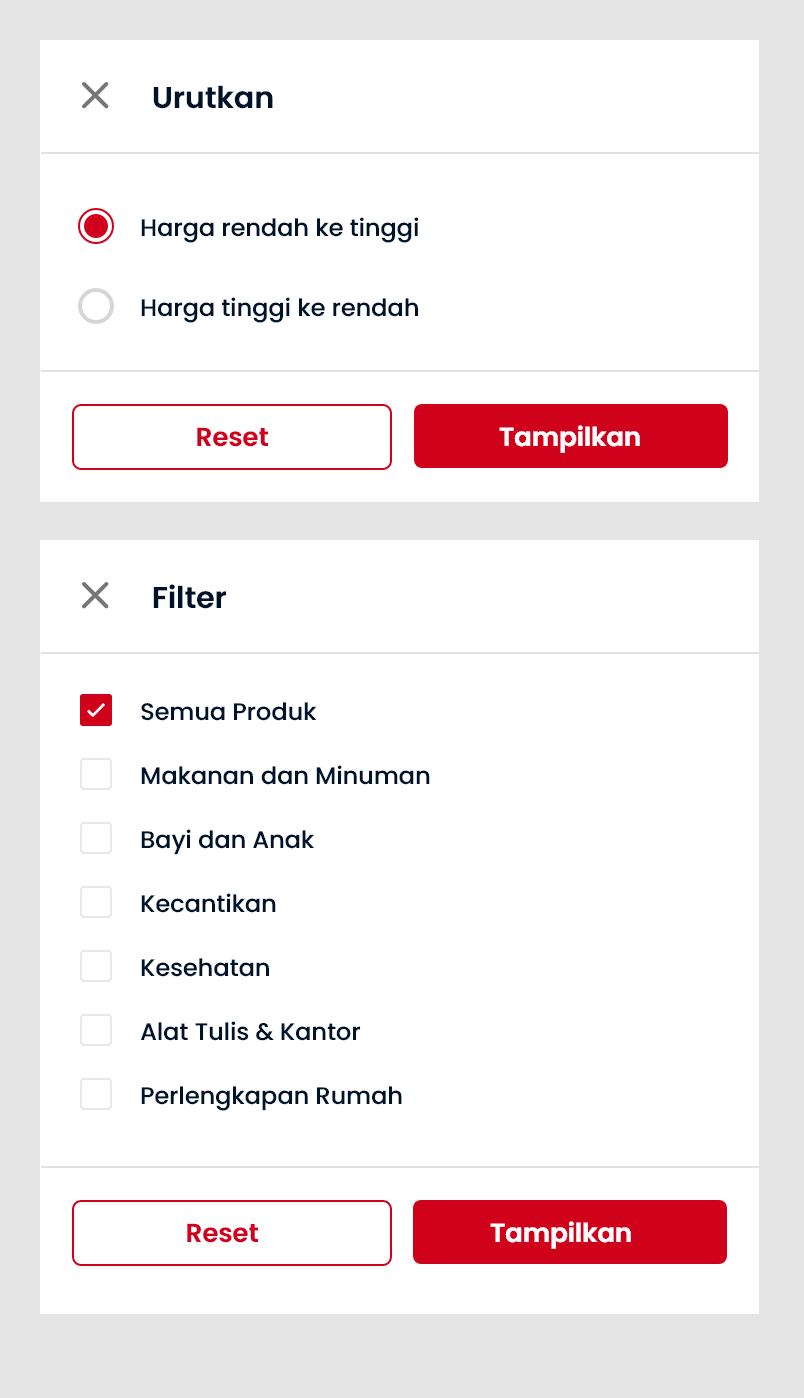 Urutkan
Harga rendah ke tinggi
Harga tinggi ke rendah
Reset
Tampilkan
Filter
Semua Produk
Makanan dan Minuman
Bayi dan Anak
Kecantikan
Kesehatan
Alat Tulis & Kantor
Perlengkapan Rumah
Reset
Tampilkan